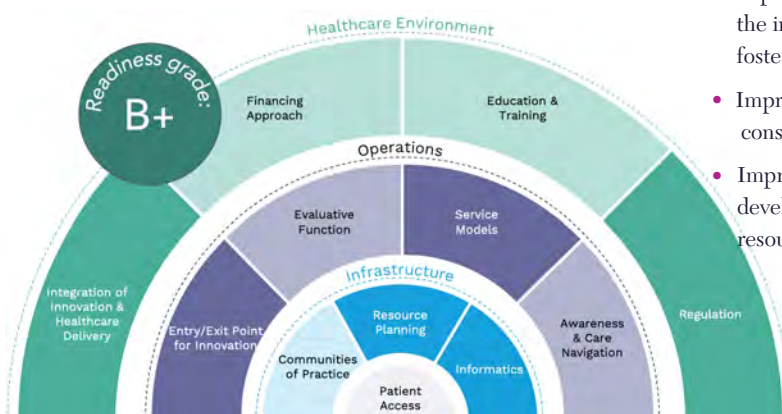 Healthcare Environment
Readiness grade:
B+
Financing
Approach
Education &
Training
Integration of
Innovation &
Healthcare
Delivery
Regulation
Operations
Evaluative
Function
Service
Models
Entry/Exit Point
for Innovation
Awareness
& Care
Navigation
Infrastructure
Communities
of Practice
Resource
Planning
Informatics
Patient
Access
the in
foste
• Impr
cons
• Impr
devel
resou